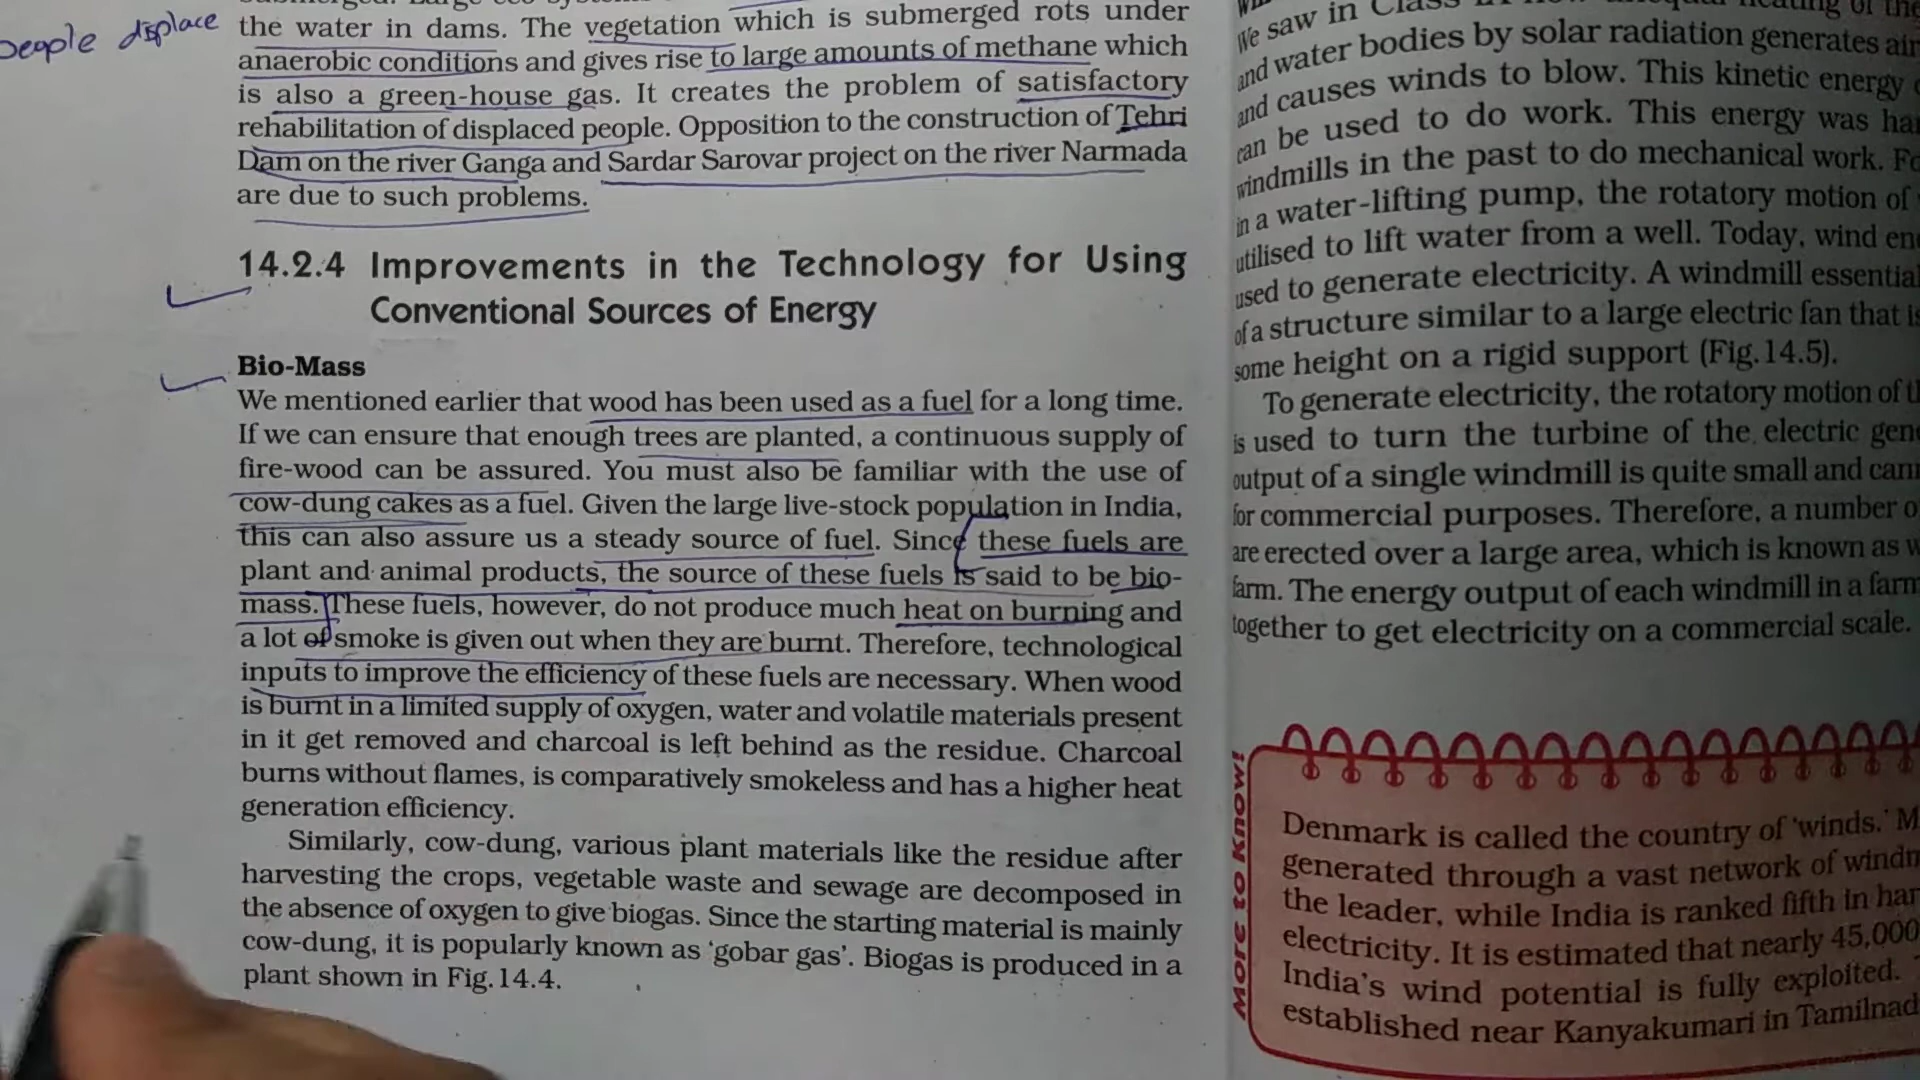 people displace
the water in dams. The vegetation which is submerged rots under
anaerobic conditions and gives rise to large amounts of methane which
is also a green-house gas. It creates the problem of satisfactory
rehabilitation of displaced people. Opposition to the construction of Tehri
Dam on the river Ganga and Sardar Sarovar project on the river Narmada
are due to such problems.
14.2.4 Improvements in the Technology for Using
Conventional Sources of Energy
Bio-Mass
We mentioned earlier that wood has been used as a fuel for a long time.
If we can ensure that enough trees are planted, a continuous supply of
fire-wood can be assured. You must also be familiar with the use of
cow-dung cakes as a fuel. Given the large live-stock population in India,
this can also assure us a steady source of fuel. Since these fuels are
plant and animal products, the source of these fuels is said to be bio-
mass. These fuels, however, do not produce much heat on burning and
a lot of smoke is given out when they are burnt. Therefore, technological
inputs to improve the efficiency of these fuels are necessary. When wood
is burnt in a limited supply of oxygen, water and volatile materials present
in it get removed and charcoal is left behind as the residue. Charcoal
burns without flames, is comparatively smokeless and has a higher heat
generation efficiency.
Similarly, cow-dung, various plant materials like the residue after
harvesting the crops, vegetable waste and sewage are decomposed in
the absence of oxygen to give biogas. Since the starting material is mainly
cow-dung, it is popularly known as 'gobar gas'. Biogas is produced in a
plant shown in Fig. 14.4.
We saw in Class heating of the
and water bodies by solar radiation generates air
and causes winds to blow. This kinetic energy
can be used to do work. This energy was
windmills in the past to do mechanical work.
in a water-lifting pump, the rotatory motion of
utilised to lift water from a well. Today, wind
used to generate electricity. A windmill
of a structure similar to a large electric fan that
some height on a rigid support (Fig. 14.5).
To generate electricity, the rotatory motion of
is used to turn the turbine of the electric
output of a single windmill is quite small and
for commercial purposes. Therefore, a number
are erected over a large area, which is known as
farm. The energy output of each windmill in a farm
together to get electricity on a commercial scale.
More to Know!
Denmark is called the country of 'winds.'
generated through a vast network of
the leader, while India is ranked fifth in
electricity. It is estimated that nearly 45,000
India's wind potential is fully exploited.
established near Kanyakumari in